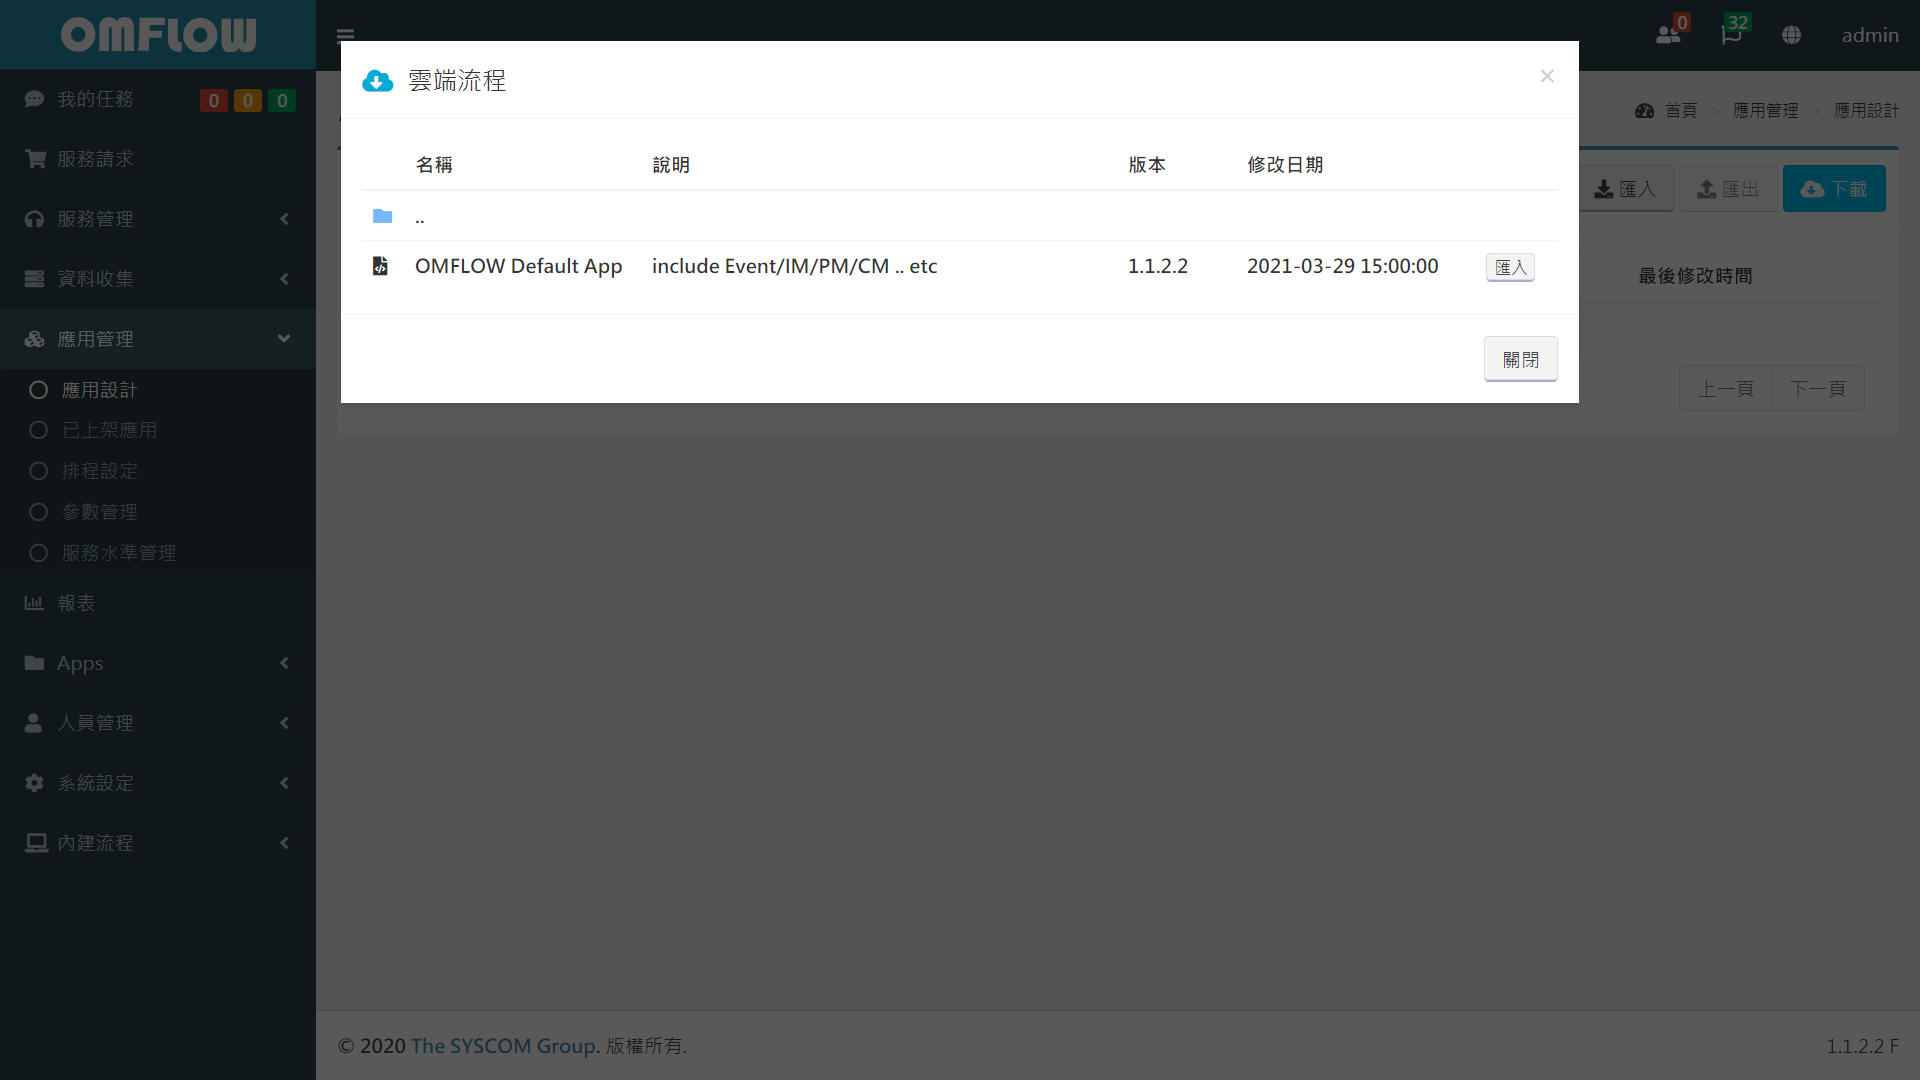 OMFLOW
0
32
admin
我的任務 0 0 0
服務請求
服務管理
資料收集
應用管理
應用設計
已上架應用
排程設定
參數管理
服務水準管理
報表
Apps
人員管理
系統設定
內建流程
雲端流程 ×
首頁 > 應用管理 > 應用設計
匯入 匯出 下載
名稱 說明 版本 修改日期
..
OMFLOW Default App include Event/IM/PM/CM .. etc 1.1.2.2 2021-03-29 15:00:00 匯入
最後修改時間
關閉
上一頁 下一頁
© 2020 The SYSCOM Group. 版權所有.
1.1.2.2 F